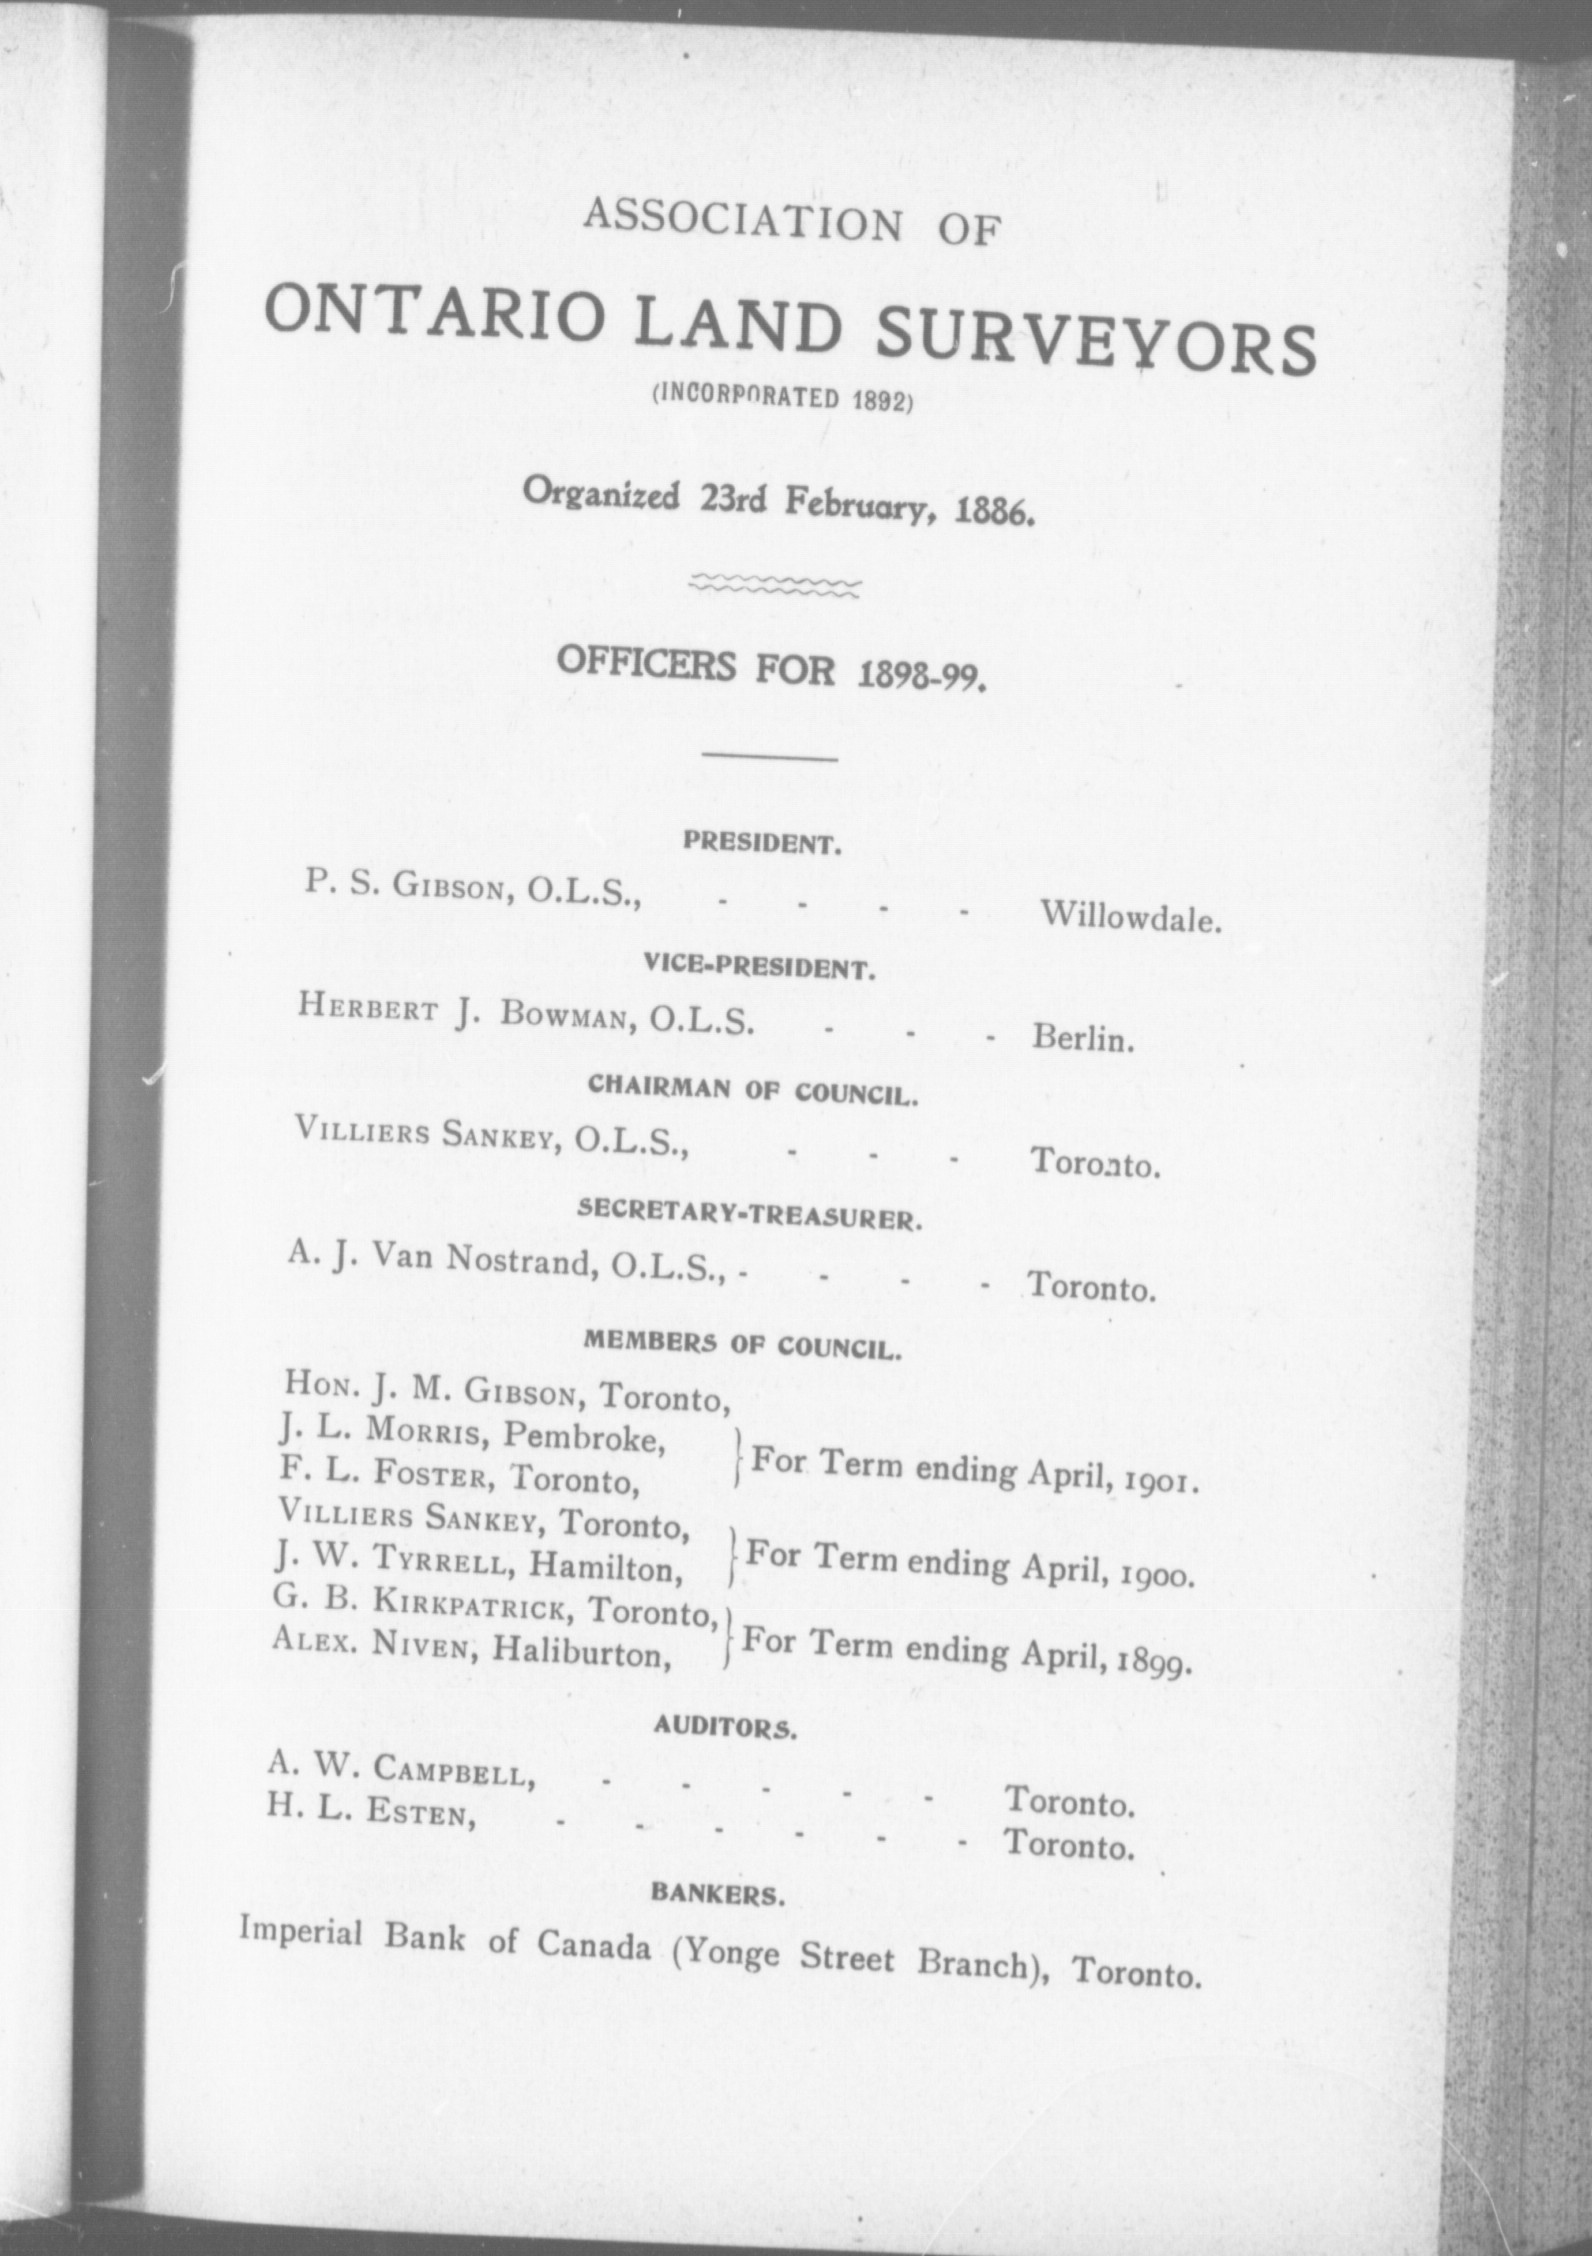 ASSOCIATION OF
ONTARIO LAND SURVEYORS
(INCORPORATED 1892)
Organized 23rd February, 1886.
OFFICERS FOR 1898-99.
PRESIDENT.
P. S. GIBSON, O.L.S., - - - - Willowdale.
VICE-PRESIDENT.
HERBERT J. BOWMAN, O.L.S. - - - Berlin.
CHAIRMAN OF COUNCIL.
VILLIERS SANKEY, O.L.S., - - - Toronto.
SECRETARY-TREASURER.
A. J. Van Nostrand, O.L.S., - - - - Toronto.
MEMBERS OF COUNCIL.
HON. J. M. GIBSON, Toronto,
J. L. MORRIS, Pembroke,
F. L. FOSTER, Toronto,
} For Term ending April, 1901.
VILLIERS SANKEY, Toronto,
J. W. TYRRELL, Hamilton,
} For Term ending April, 1900.
G. B. KIRKPATRICK, Toronto,
ALEX. NIVEN, Haliburton,
} For Term ending April, 1899.
AUDITORS.
A. W. CAMPBELL, - - - - - Toronto.
H. L. ESTEN, - - - - - - Toronto.
BANKERS.
Imperial Bank of Canada (Yonge Street Branch), Toronto.